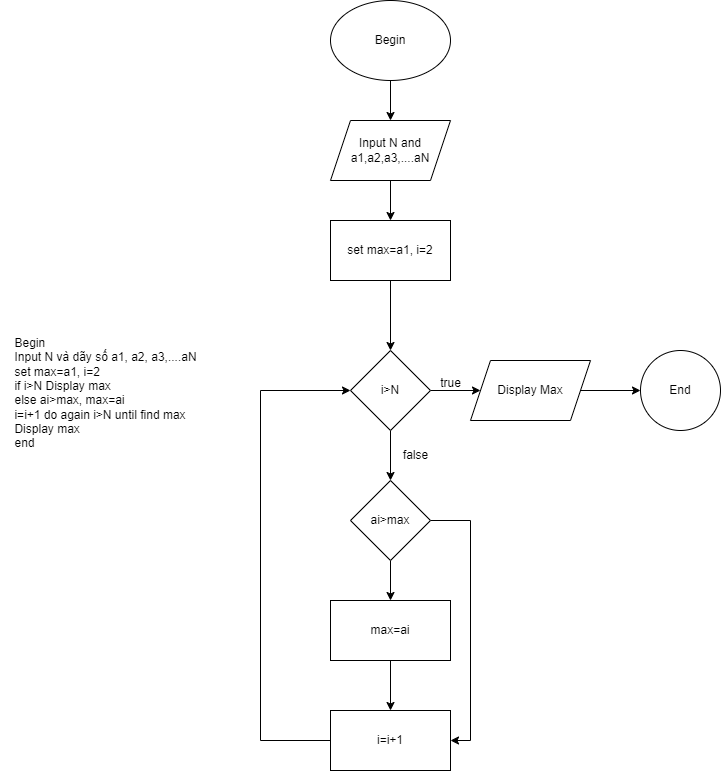 Begin
Input N and
a1,a2,a3,....aN
set max=a1, i=2
Begin
Input N và dãy số a1, a2, a3,....aN
set max=a1, i=2
if i>N Display max
else ai>max, max=ai
i=i+1 do again i>N until find max
Display max
end
i>N
true
Display Max
End
false
ai>max
max=ai
i=i+1